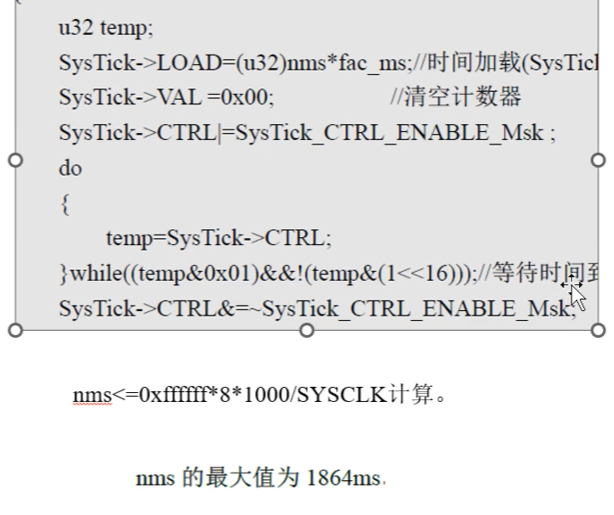 u32 temp;
SysTick->LOAD=(u32)nms*fac_ms;//时间加载(SysTick
SysTick->VAL =0x00; //清空计数器
SysTick->CTRL|=SysTick_CTRL_ENABLE_Msk ;
do
{
temp=SysTick->CTRL;
}while((temp&0x01)&&!(temp&(1<<16)));//等待时间到
SysTick->CTRL&=~SysTick_CTRL_ENABLE_Msk;
nms<=0xffffff*8*1000/SYSCLK计算。
nms 的最大值为 1864ms.